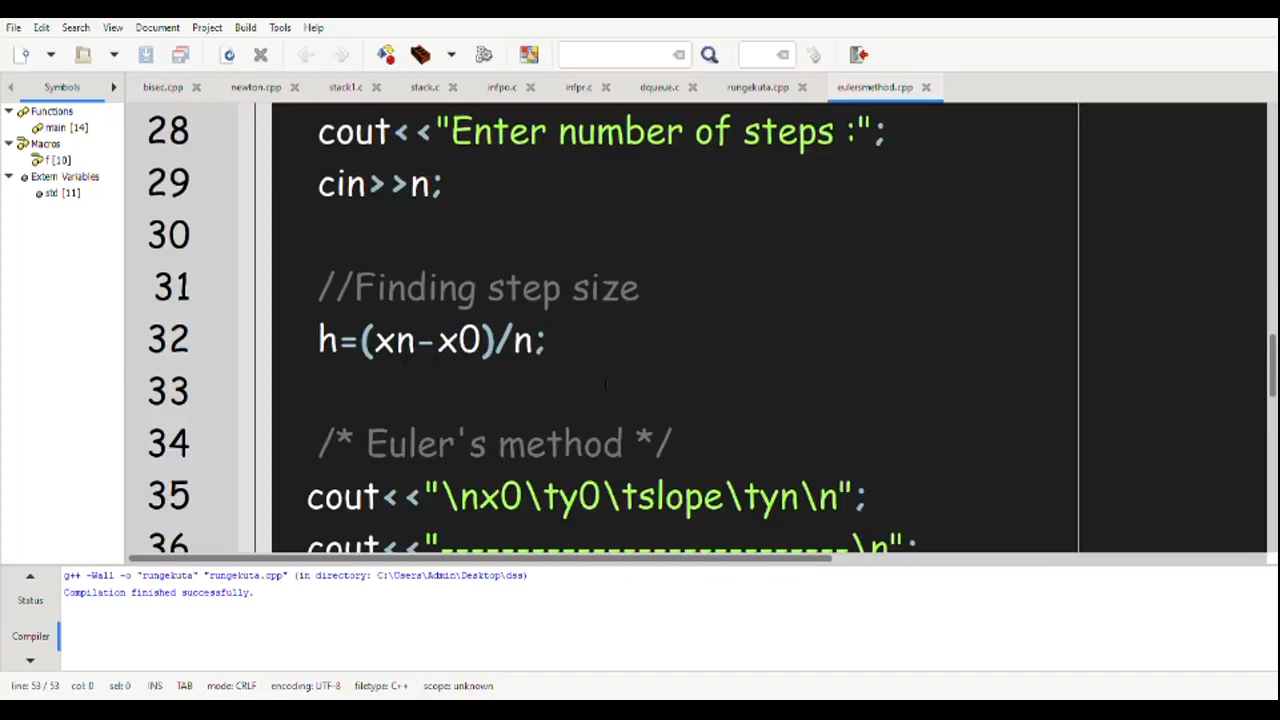 File Edit Search View Document Project Build Tools Help
Symbols bisec.cpp newton.cpp stack1.c stack.c infpo.c infpr.c dqueue.c rungekuta.cpp eulersmethod.cpp
Functions
main [14]
Macros
f [10]
Extern Variables
std [11]
28 cout<<"Enter number of steps :";
29 cin>>n;
30
31 //Finding step size
32 h=(xn-x0)/n;
33
34 /* Euler's method */
35 cout<<"\nx0\ty0\tslope\tyn\n";
36 cout<<"---------------------------\n";
Status
Compiler
g++ -Wall -o "rungekuta" "rungekuta.cpp" (in directory: C:\Users\Admin\Desktop\dss)
Compilation finished successfully.
line: 53 / 53 col: 0 sel: 0 INS TAB mode: CRLF encoding: UTF-8 filetype: C++ scope: unknown